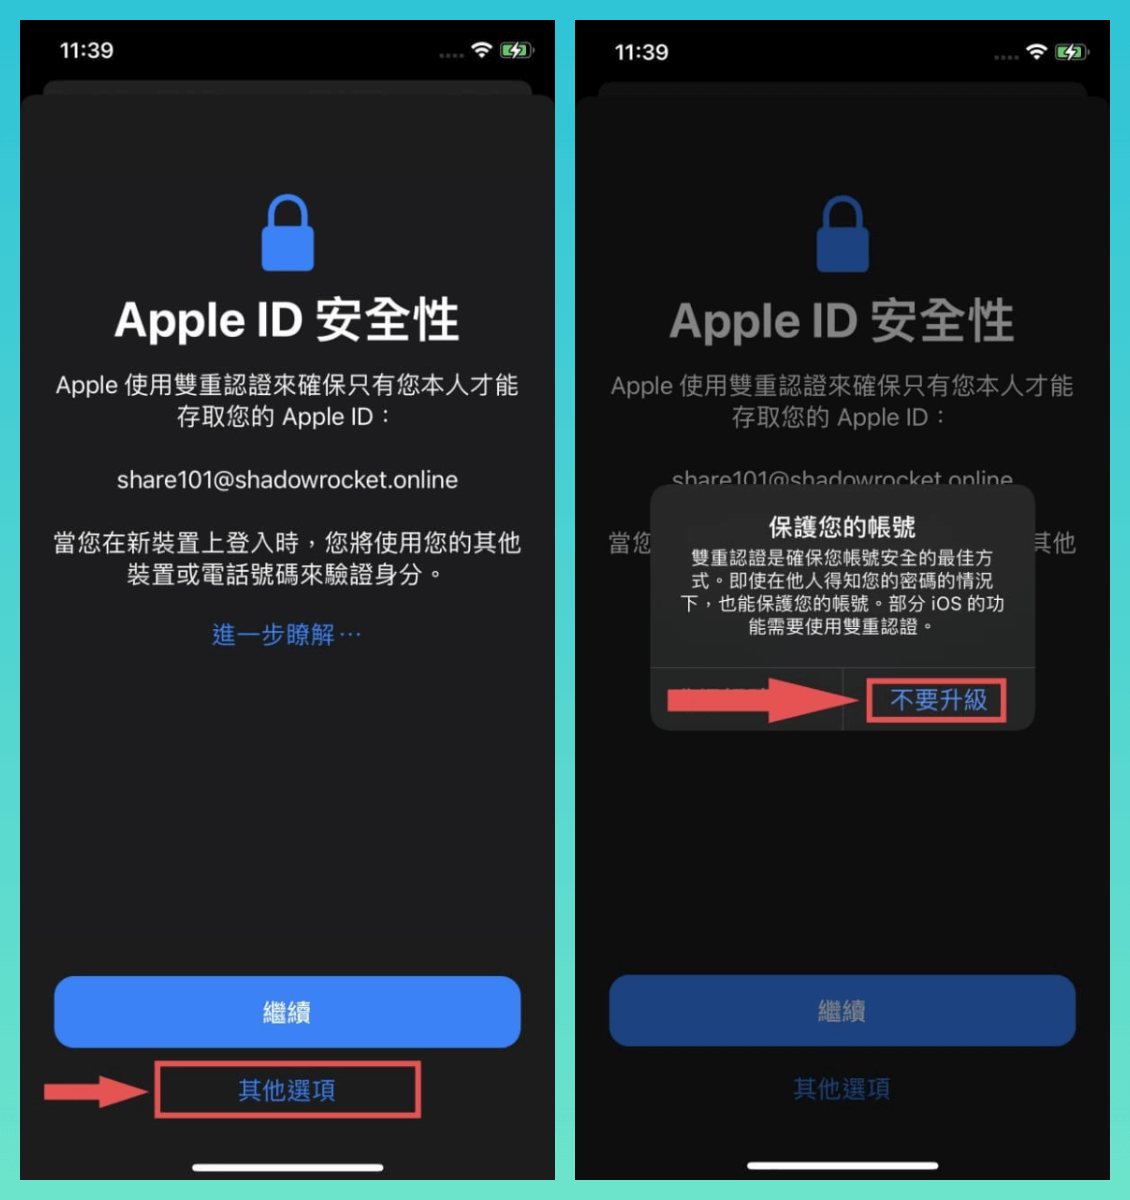 11:39
Apple ID 安全性
Apple 使用雙重認證來確保只有您本人才能
存取您的 Apple ID：
share101@shadowrocket.online
當您在新裝置上登入時，您將使用您的其他
裝置或電話號碼來驗證身分。
進一步瞭解…
繼續
其他選項
11:39
Apple ID 安全性
Apple 使用雙重認證來確保只有您本人才能
存取您的 Apple ID：
share101@shadowrocket.online
當您
其他
保護您的帳號
雙重認證是確保您帳號安全的最佳方
式。即使在他人得知您的密碼的情況
下，也能保護您的帳號。部分 iOS 的功
能需要使用雙重認證。
不要升級
繼續
其他選項